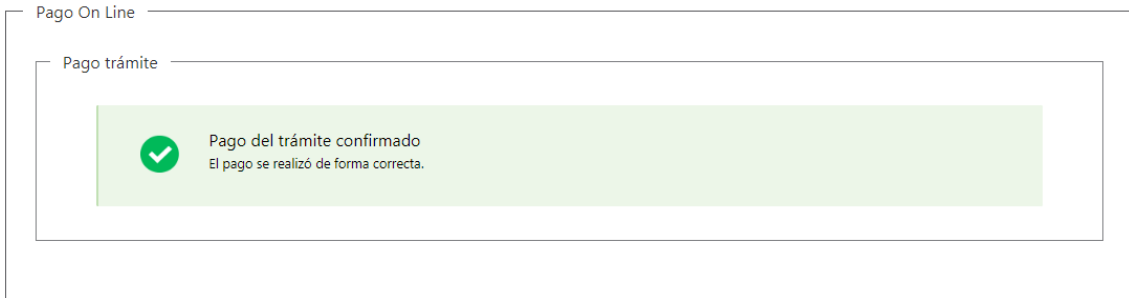 Pago On Line
Pago trámite
Pago del trámite confirmado
El pago se realizó de forma correcta.